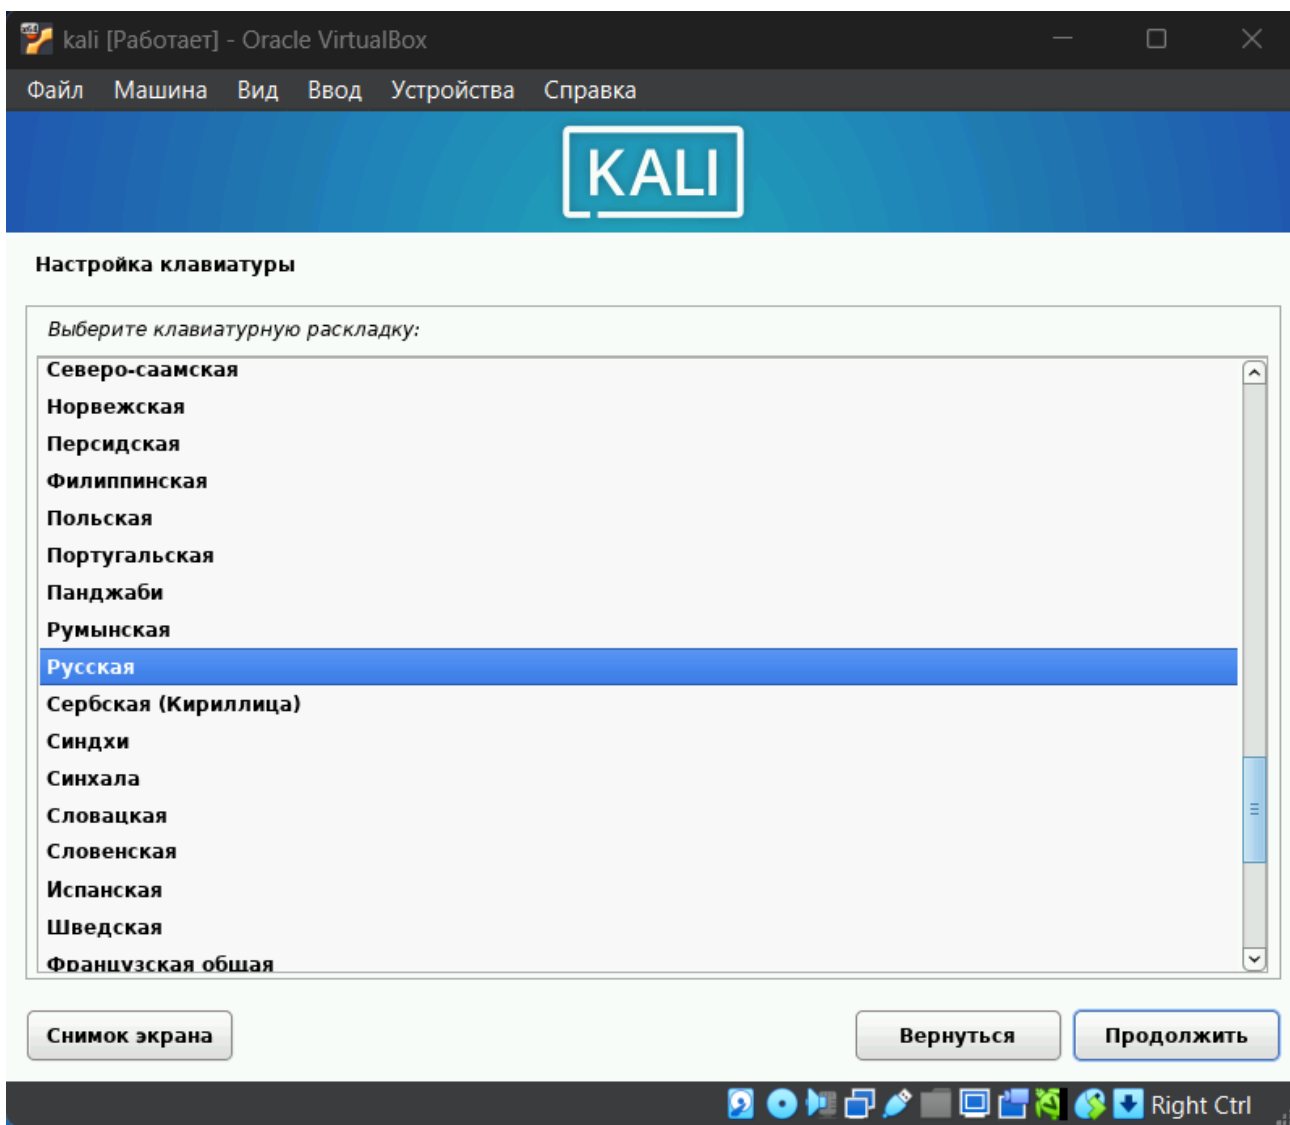 kali [Работает] - Oracle VirtualBox
Файл Машина Вид Ввод Устройства Справка
KALI
Настройка клавиатуры
Выберите клавиатурную раскладку:
Северо-саамская
Норвежская
Персидская
Филиппинская
Польская
Португальская
Панджаби
Румынская
Русская
Сербская (Кириллица)
Синдхи
Синхала
Словацкая
Словенская
Испанская
Шведская
Французская общая
Снимок экрана Вернуться Продолжить
Right Ctrl